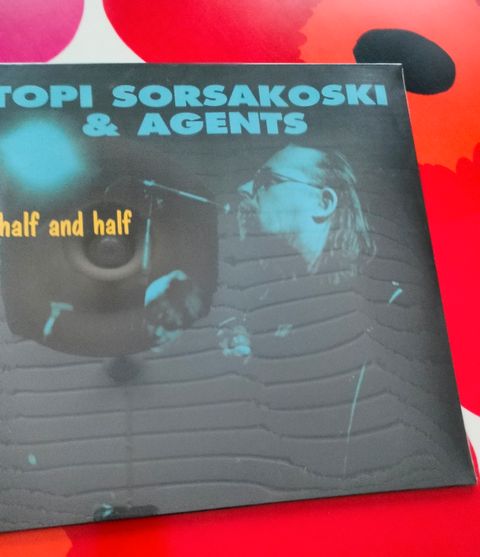 TOPI SORSAKOSKI
& AGENTS
half and half